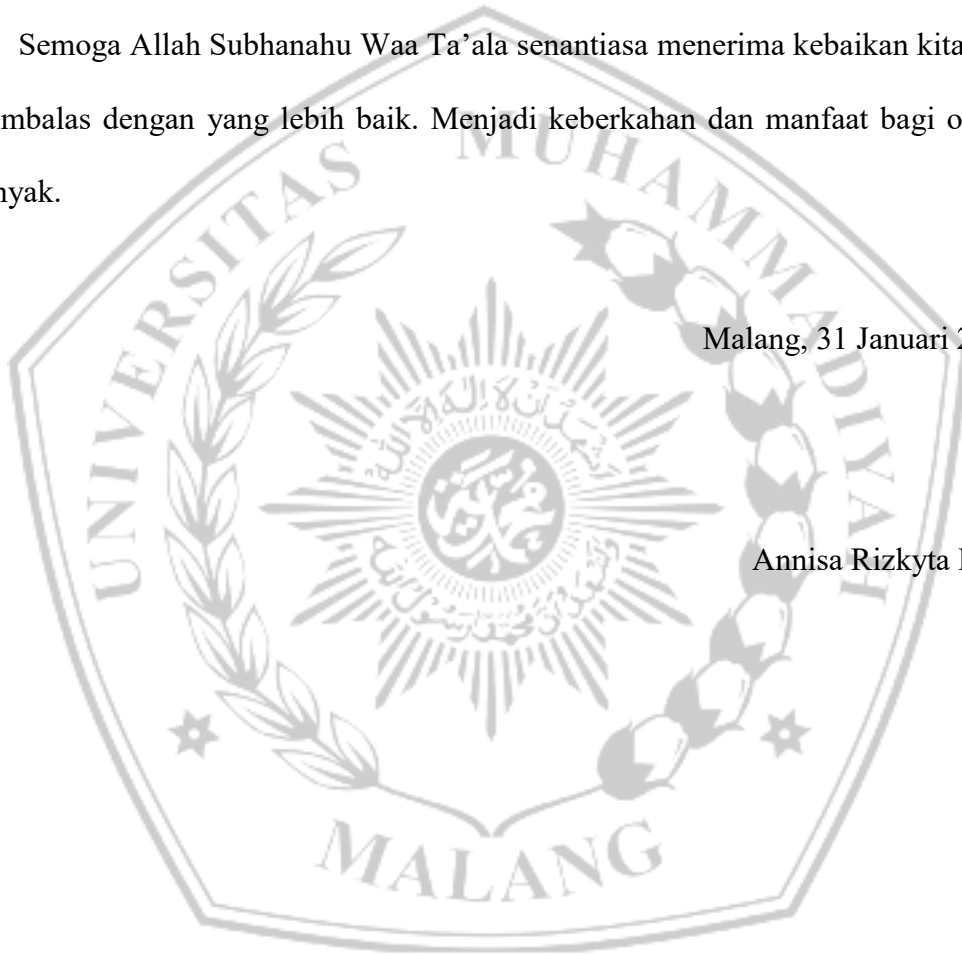 Semoga Allah Subhanahu Waa Ta’ala senantiasa menerima kebaikan kita
mbalas dengan yang lebih baik. Menjadi keberkahan dan manfaat bagi o
nyak.
Malang, 31 Januari 2
Annisa Rizkyta
UNIVERSITAS MUHAMMADIYAH
MALANG